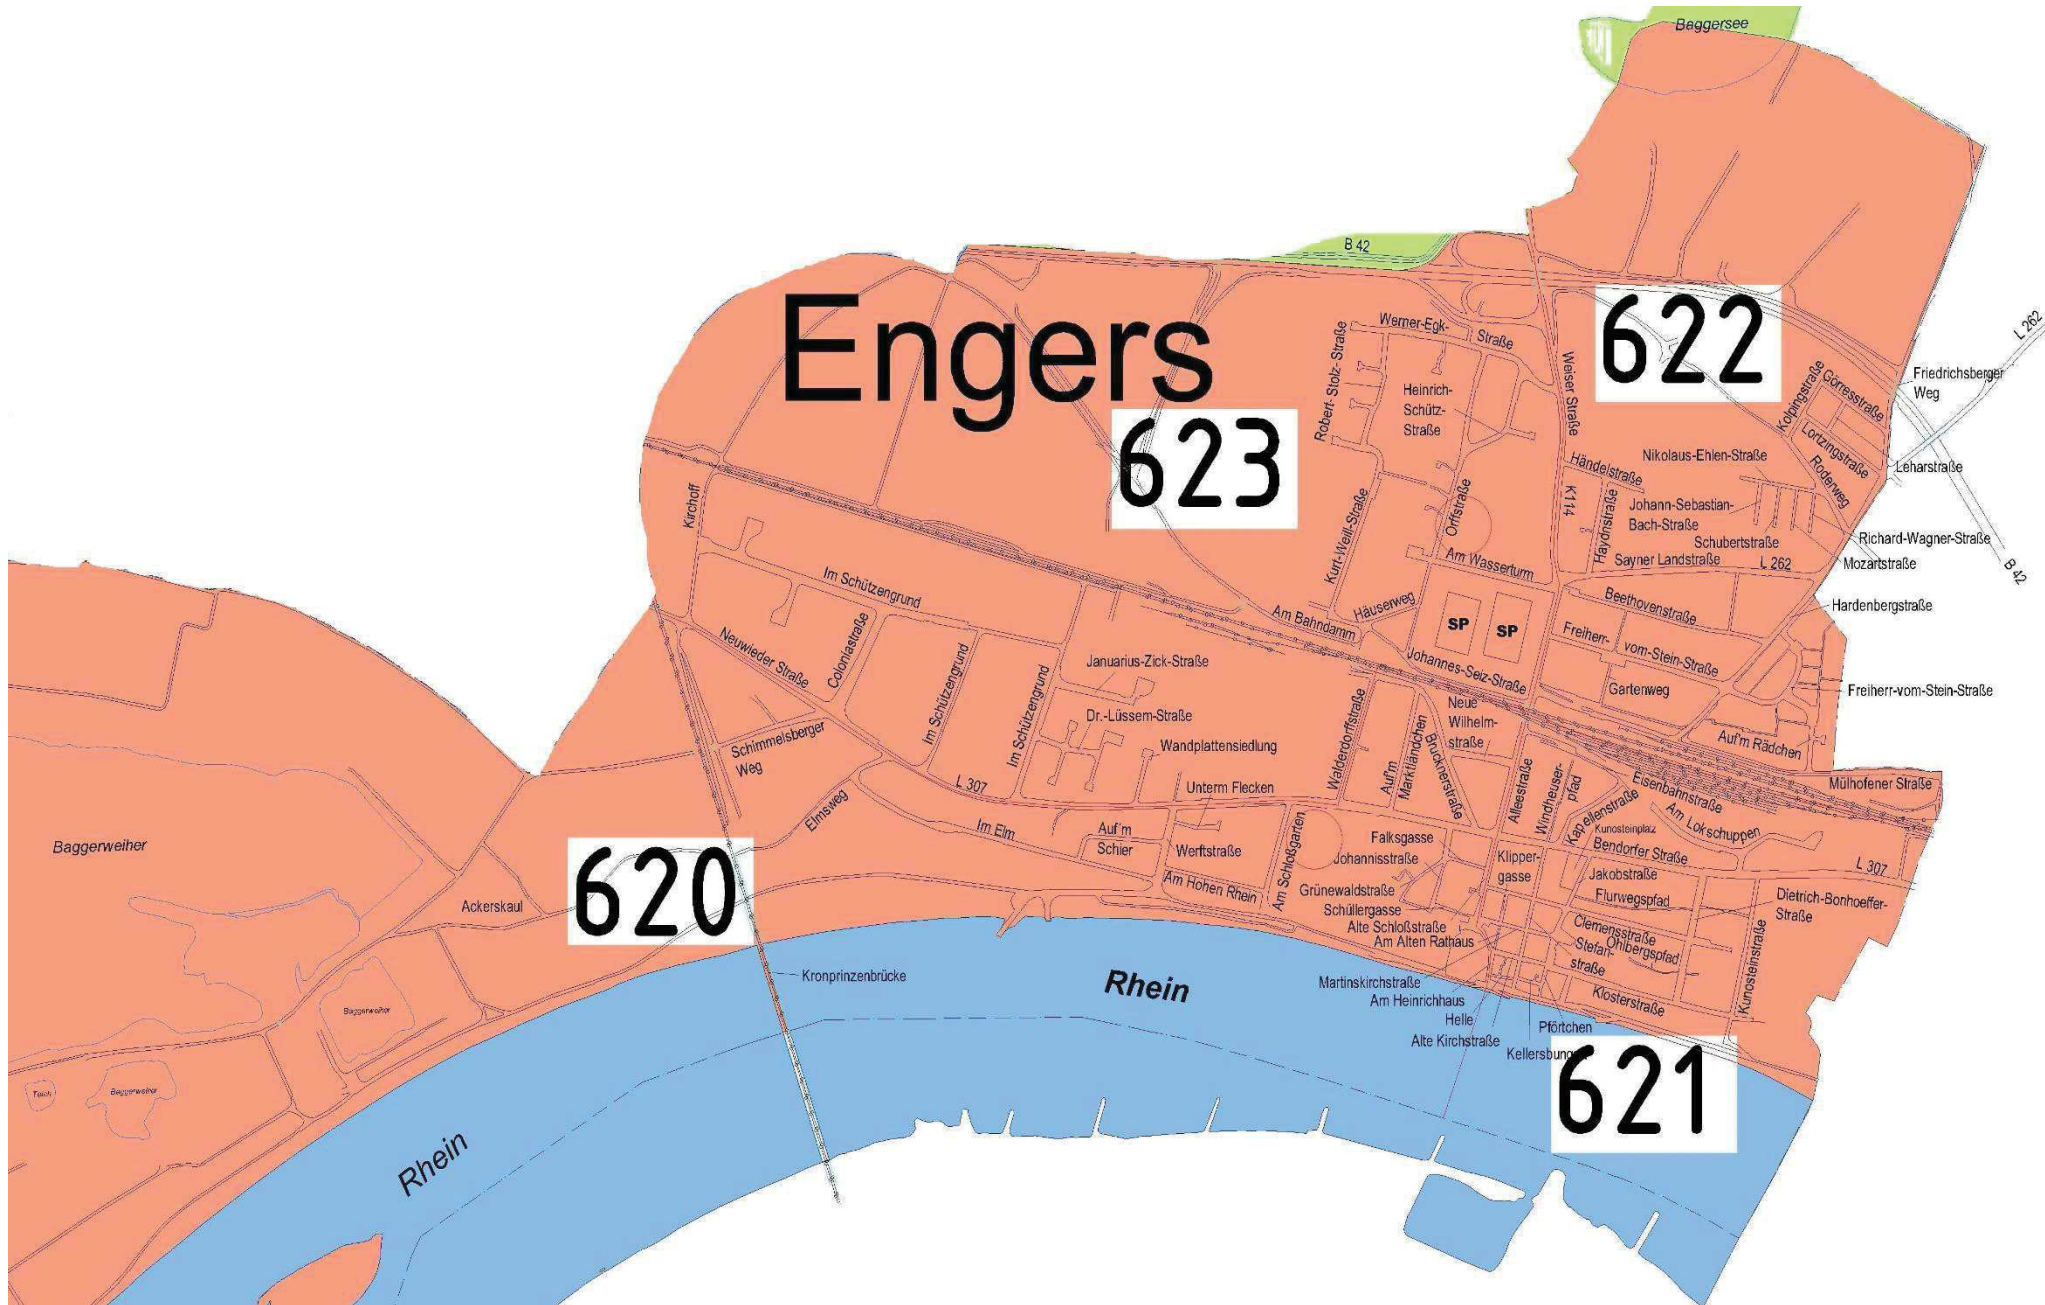 Baggersee
B 42
L 262
Engers
622
623
Werner-Egk-
Straße
Robert-Stolz-Straße
Heinrich-
Schütz-
Straße
Weiser Straße
Kolpingstraße
Görresstraße
Friedrichsberger
Weg
Lortzingstraße
Leharstraße
Nikolaus-Ehlen-Straße
Roderweg
Händelstraße
K114
Haydnstraße
Johann-Sebastian-
Bach-Straße
Schubertstraße
Richard-Wagner-Straße
Mozartstraße
Sayner Landstraße
L 262
B 42
Kirchoff
Kurt-Weill-Straße
Orffstraße
Am Wasserturm
Im Schützengrund
Häuserweg
Am Bahndamm
SP
SP
Beethovenstraße
Hardenbergstraße
Freiherr-
vom-Stein-Straße
Neuwieder Straße
Coloniastraße
Im Schützengrund
Im Schützengrund
Januarius-Zick-Straße
Johannes-Seiz-Straße
Gartenweg
Freiherr-vom-Stein-Straße
Dr.-Lüssem-Straße
Walderdorffstraße
Neue
Wilhelm-
straße
Schimmelsberger
Weg
Wandplattensiedlung
Auf'm
Marktländchen
Brucknerstraße
Auf'm Rädchen
Mülhofener Straße
L 307
Unterm Flecken
Alleestraße
Windheuser-
pfad
Eisenbahnstraße
Kapellenstraße
Am Lokschuppen
Elmsweg
Im Elm
Auf'm
Schier
Werftstraße
Am Schloßgarten
Falksgasse
Johannisstraße
Klipper-
gasse
Kunosteinplaz
Bendorfer Straße
L 307
Baggerweiher
620
Ackerskaul
Am Hohen Rhein
Grünewaldstraße
Schüllergasse
Alte Schloßstraße
Am Alten Rathaus
Jakobstraße
Flurwegspfad
Dietrich-Bonhoeffer-
Straße
Clemensstraße
Stefan-
straße
Ohlbergspfad
Kunosteinstraße
Kronprinzenbrücke
Rhein
Martinskirchstraße
Am Heinrichhaus
Helle
Alte Kirchstraße
Klosterstraße
Pförtchen
Kellersbung
621
Baggerweiher
Teich
Baggerweiher
Rhein